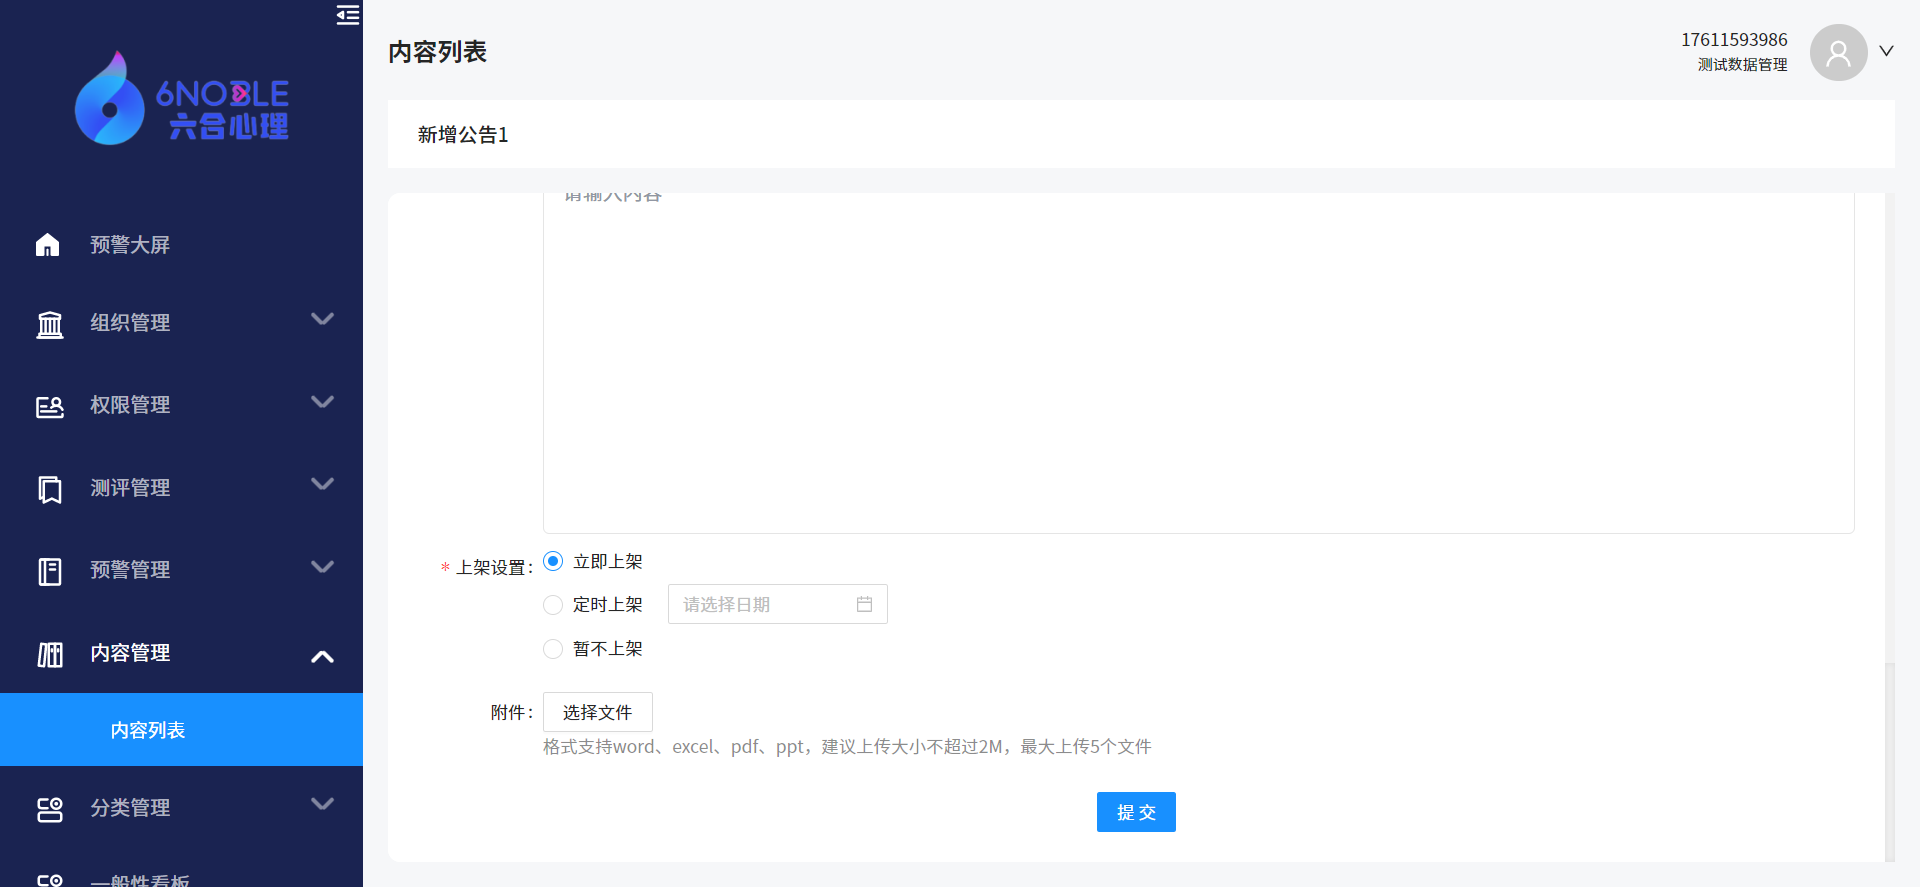 6NOBLE
六合心理
预警大屏
组织管理
权限管理
测评管理
预警管理
内容管理
内容列表
分类管理
一般性看板
内容列表
17611593986
测试数据管理
新增公告1
请输入内容
* 上架设置：
立即上架
定时上架
请选择日期
暂不上架
附件：
选择文件
格式支持word、excel、pdf、ppt，建议上传大小不超过2M，最大上传5个文件
提 交